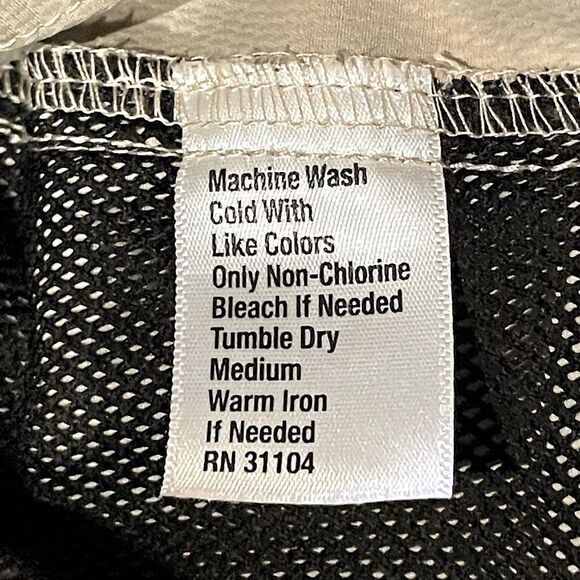 Machine Wash
Cold With
Like Colors
Only Non-Chlorine
Bleach If Needed
Tumble Dry
Medium
Warm Iron
If Needed
RN 31104